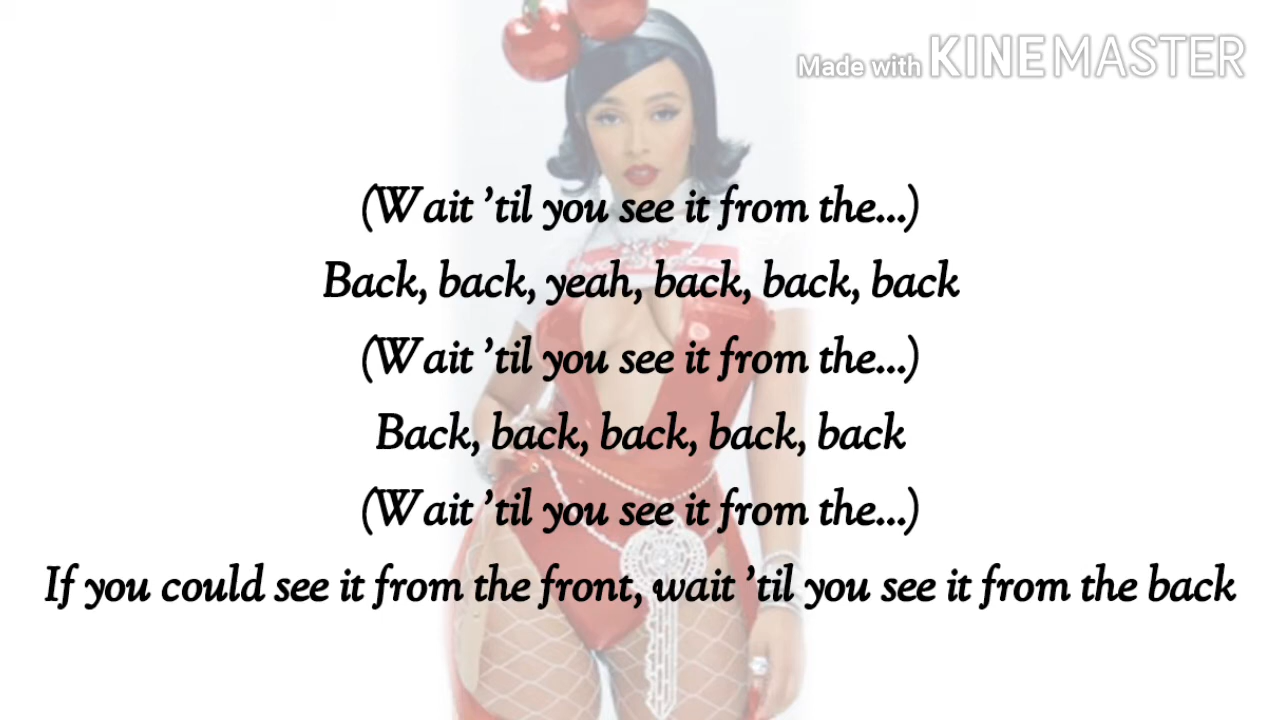 Made with KINEMASTER
(Wait 'til you see it from the...)
Back, back, yeah, back, back, back
(Wait 'til you see it from the...)
Back, back, back, back, back
(Wait 'til you see it from the...)
If you could see it from the front, wait 'til you see it from the back